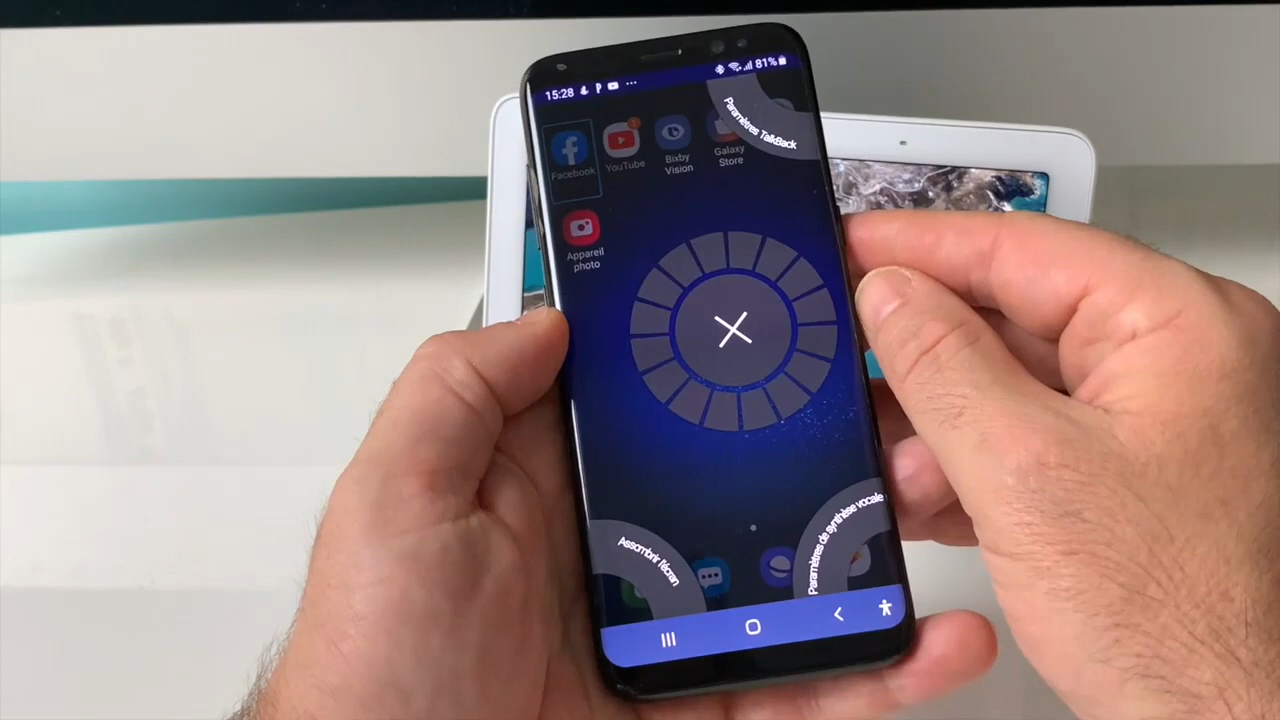 15:28
81%
Paramètres TalkBack
Facebook
YouTube
1
Bixby
Vision
Galaxy
Store
Appareil
photo
Assombrir l'écran
Paramètres de synthèse vocale